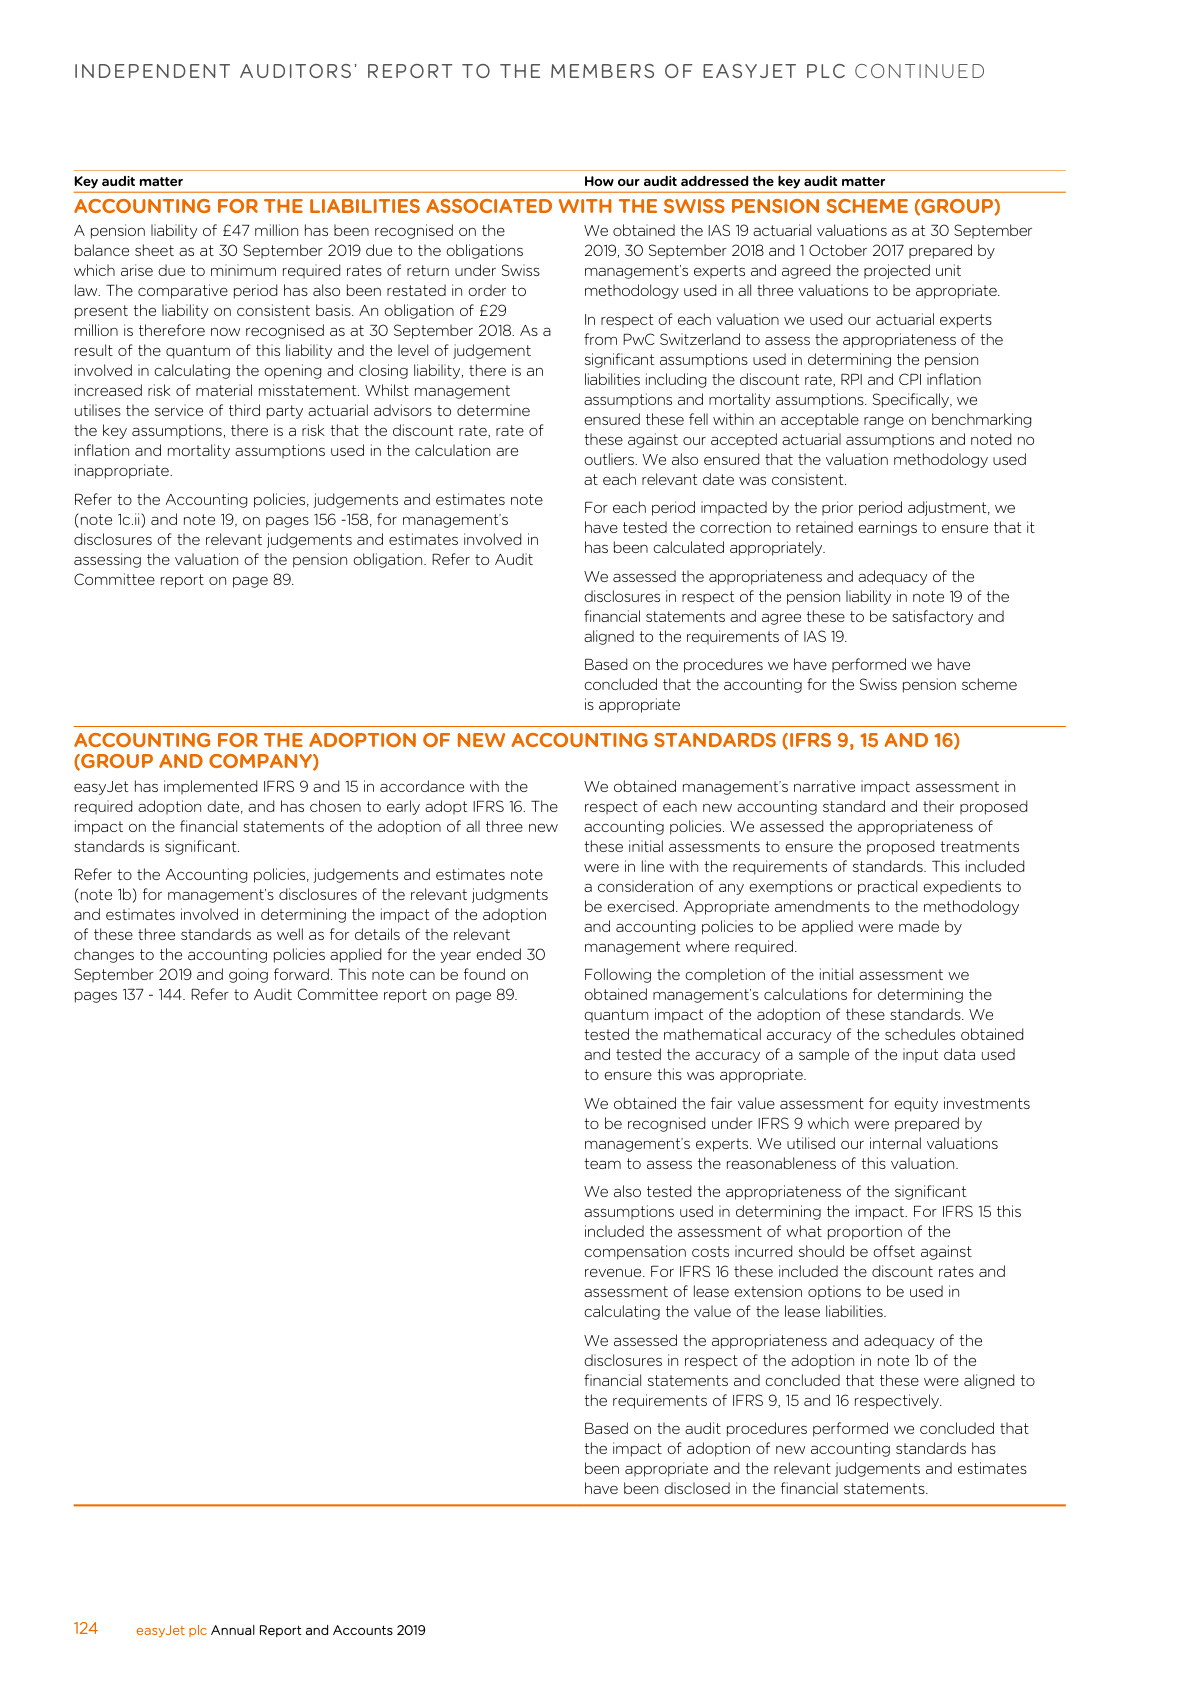 INDEPENDENT AUDITORS' REPORT TO THE MEMBERS OF EASYJET PLC CONTINUED
Key audit matter
How our audit addressed the key audit matter
ACCOUNTING FOR THE LIABILITIES ASSOCIATED WITH THE SWISS PENSION SCHEME (GROUP)
A pension liability of £47 million has been recognised on the
balance sheet as at 30 September 2019 due to the obligations
which arise due to minimum required rates of return under Swiss
law. The comparative period has also been restated in order to
present the liability on consistent basis. An obligation of £29
million is therefore now recognised as at 30 September 2018. As a
result of the quantum of this liability and the level of judgement
involved in calculating the opening and closing liability, there is an
increased risk of material misstatement. Whilst management
utilises the service of third party actuarial advisors to determine
the key assumptions, there is a risk that the discount rate, rate of
inflation and mortality assumptions used in the calculation are
inappropriate.
Refer to the Accounting policies, judgements and estimates note
(note 1c.ii) and note 19, on pages 156 -158, for management's
disclosures of the relevant judgements and estimates involved in
assessing the valuation of the pension obligation. Refer to Audit
Committee report on page 89.
We obtained the IAS 19 actuarial valuations as at 30 September
2019, 30 September 2018 and 1 October 2017 prepared by
management's experts and agreed the projected unit
methodology used in all three valuations to be appropriate.
In respect of each valuation we used our actuarial experts
from PwC Switzerland to assess the appropriateness of the
significant assumptions used in determining the pension
liabilities including the discount rate, RPI and CPI inflation
assumptions and mortality assumptions. Specifically, we
ensured these fell within an acceptable range on benchmarking
these against our accepted actuarial assumptions and noted no
outliers. We also ensured that the valuation methodology used
at each relevant date was consistent.
For each period impacted by the prior period adjustment, we
have tested the correction to retained earnings to ensure that it
has been calculated appropriately.
We assessed the appropriateness and adequacy of the
disclosures in respect of the pension liability in note 19 of the
financial statements and agree these to be satisfactory and
aligned to the requirements of IAS 19.
Based on the procedures we have performed we have
concluded that the accounting for the Swiss pension scheme
is appropriate
ACCOUNTING FOR THE ADOPTION OF NEW ACCOUNTING STANDARDS (IFRS 9, 15 AND 16)
(GROUP AND COMPANY)
easyJet has implemented IFRS 9 and 15 in accordance with the
required adoption date, and has chosen to early adopt IFRS 16. The
impact on the financial statements of the adoption of all three new
standards is significant.
Refer to the Accounting policies, judgements and estimates note
(note 1b) for management's disclosures of the relevant judgments
and estimates involved in determining the impact of the adoption
of these three standards as well as for details of the relevant
changes to the accounting policies applied for the year ended 30
September 2019 and going forward. This note can be found on
pages 137 - 144. Refer to Audit Committee report on page 89.
We obtained management's narrative impact assessment in
respect of each new accounting standard and their proposed
accounting policies. We assessed the appropriateness of
these initial assessments to ensure the proposed treatments
were in line with the requirements of standards. This included
a consideration of any exemptions or practical expedients to
be exercised. Appropriate amendments to the methodology
and accounting policies to be applied were made by
management where required.
Following the completion of the initial assessment we
obtained management's calculations for determining the
quantum impact of the adoption of these standards. We
tested the mathematical accuracy of the schedules obtained
and tested the accuracy of a sample of the input data used
to ensure this was appropriate.
We obtained the fair value assessment for equity investments
to be recognised under IFRS 9 which were prepared by
management's experts. We utilised our internal valuations
team to assess the reasonableness of this valuation.
We also tested the appropriateness of the significant
assumptions used in determining the impact. For IFRS 15 this
included the assessment of what proportion of the
compensation costs incurred should be offset against
revenue. For IFRS 16 these included the discount rates and
assessment of lease extension options to be used in
calculating the value of the lease liabilities.
We assessed the appropriateness and adequacy of the
disclosures in respect of the adoption in note 1b of the
financial statements and concluded that these were aligned to
the requirements of IFRS 9, 15 and 16 respectively.
Based on the audit procedures performed we concluded that
the impact of adoption of new accounting standards has
been appropriate and the relevant judgements and estimates
have been disclosed in the financial statements.
124 easyJet plc Annual Report and Accounts 2019